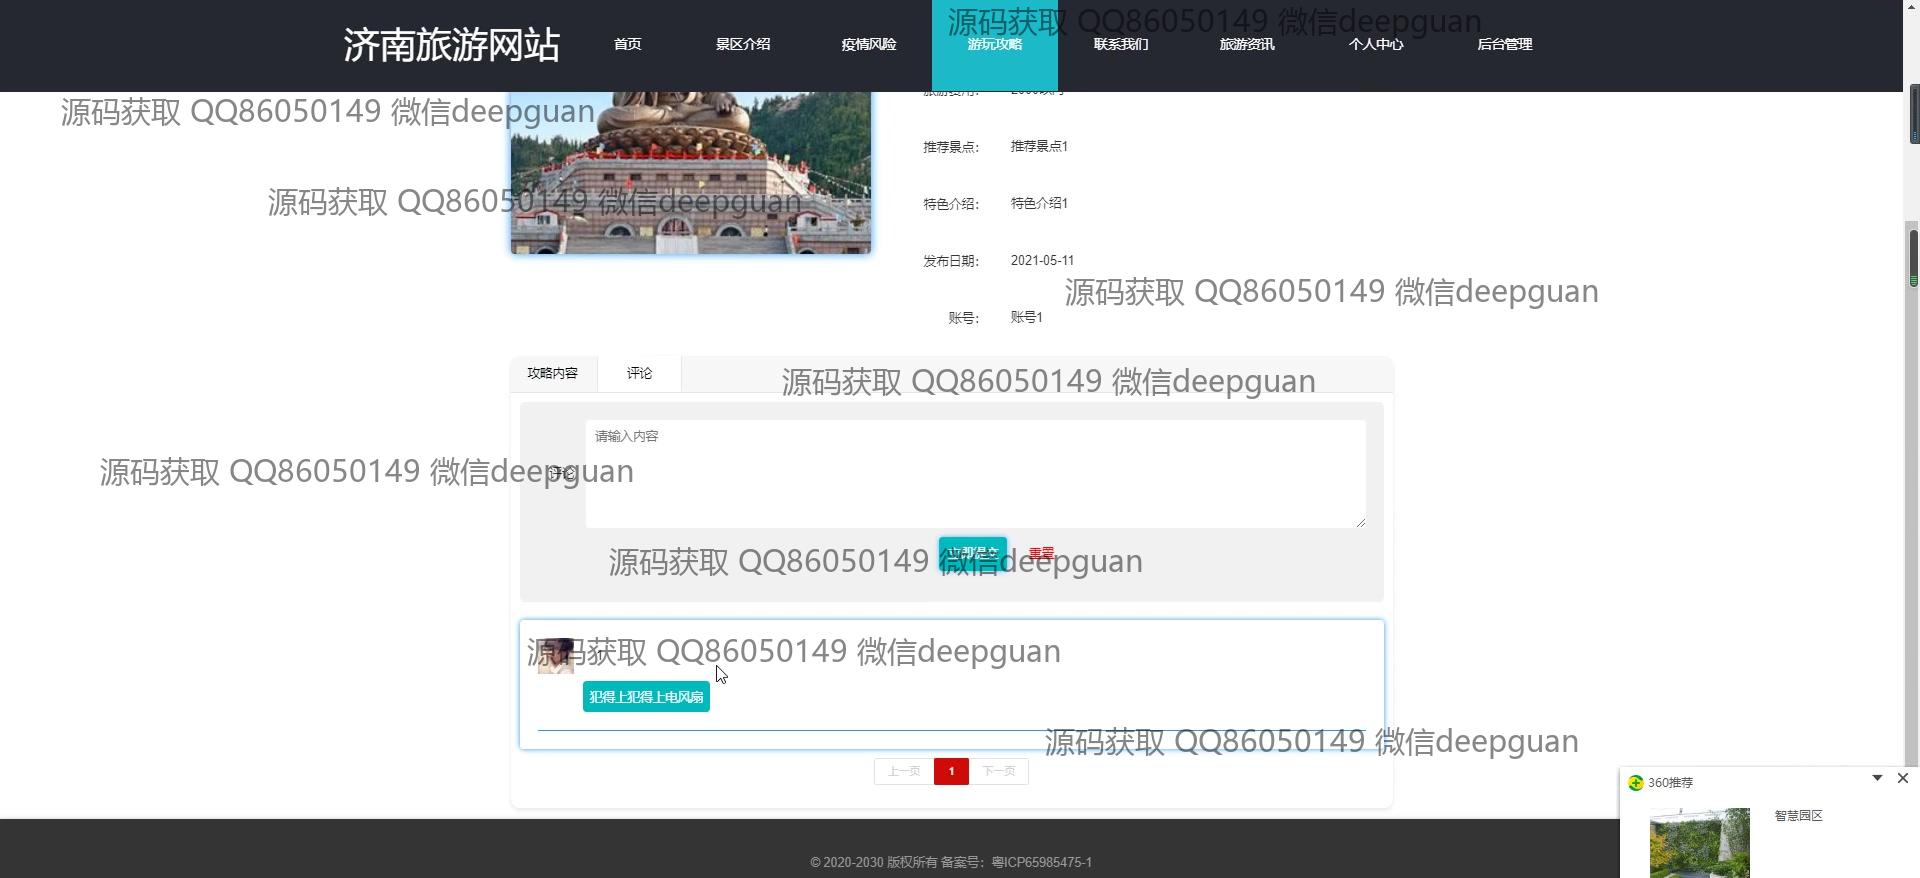 济南旅游网站
首页
景区介绍
疫情风险
游玩攻略
联系我们
旅游资讯
个人中心
后台管理
源码获取 QQ86050149 微信deepguan
源码获取 QQ86050149 微信deepguan
推荐景点： 推荐景点1
源码获取 QQ86050149 微信deepguan
特色介绍： 特色介绍1
发布日期： 2021-05-11
源码获取 QQ86050149 微信deepguan
账号： 账号1
攻略内容
评论
源码获取 QQ86050149 微信deepguan
请输入内容
评论
源码获取 QQ86050149 微信deepguan
立即提交
重置
源码获取 QQ86050149 微信deepguan
源码获取 QQ86050149 微信deepguan
犯得上犯得上电风扇
源码获取 QQ86050149 微信deepguan
上一页
1
下一页
360推荐
智慧园区
© 2020-2030 版权所有 备案号：粤ICP65985475-1